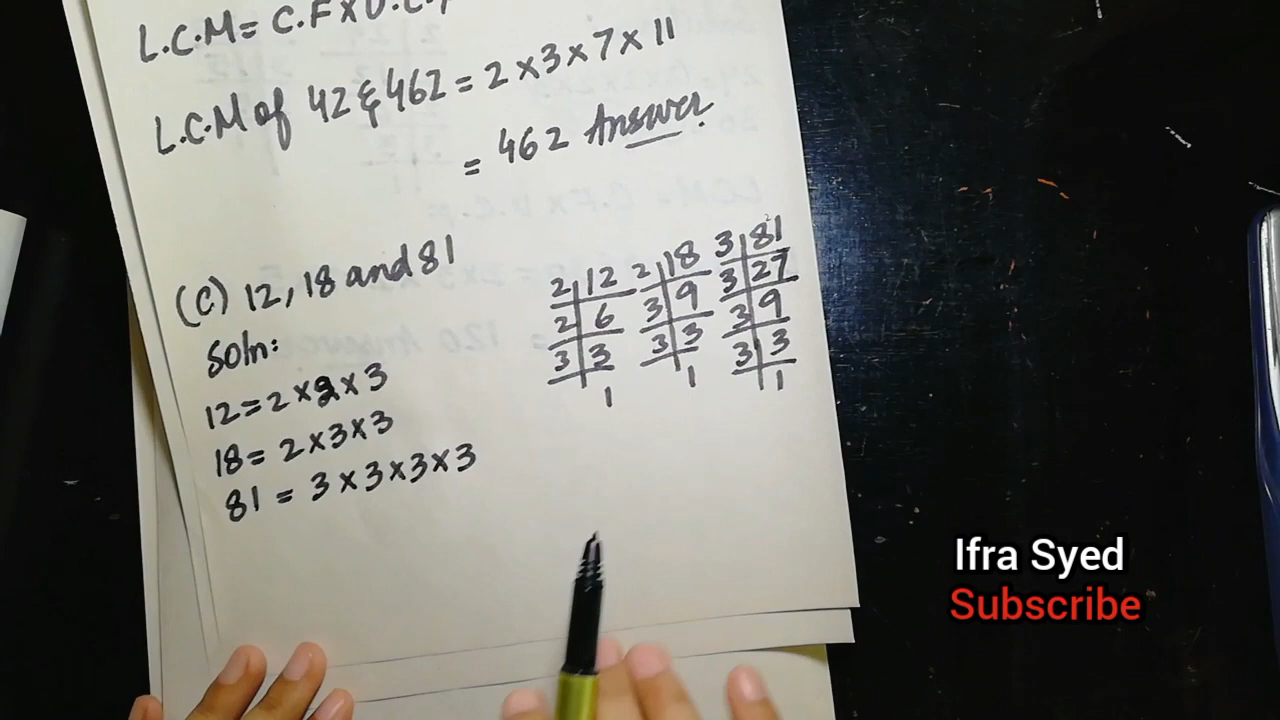 L.C.M = C.F x
L.C.M of 42 & 462 = 2 x 3 x 7 x 11
= 462 Answer.
(C) 12, 18 and 81
Soln:
12 = 2 x 2 x 3
18 = 2 x 3 x 3
81 = 3 x 3 x 3 x 3
2 | 12
2 | 6
3 | 3
1
2 | 18
3 | 9
3 | 3
1
3 | 81
3 | 27
3 | 9
3 | 3
1
Ifra Syed
Subscribe